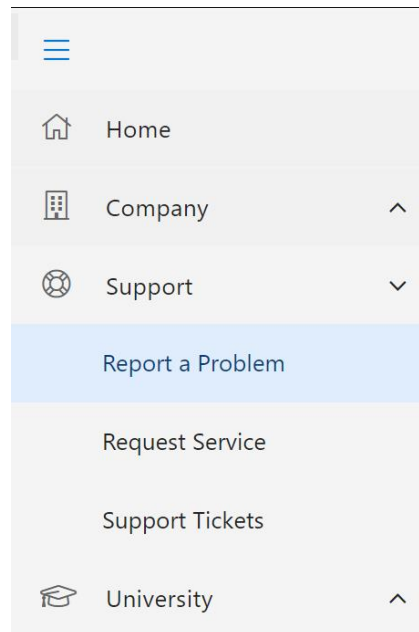 Home
Company
Support
Report a Problem
Request Service
Support Tickets
University